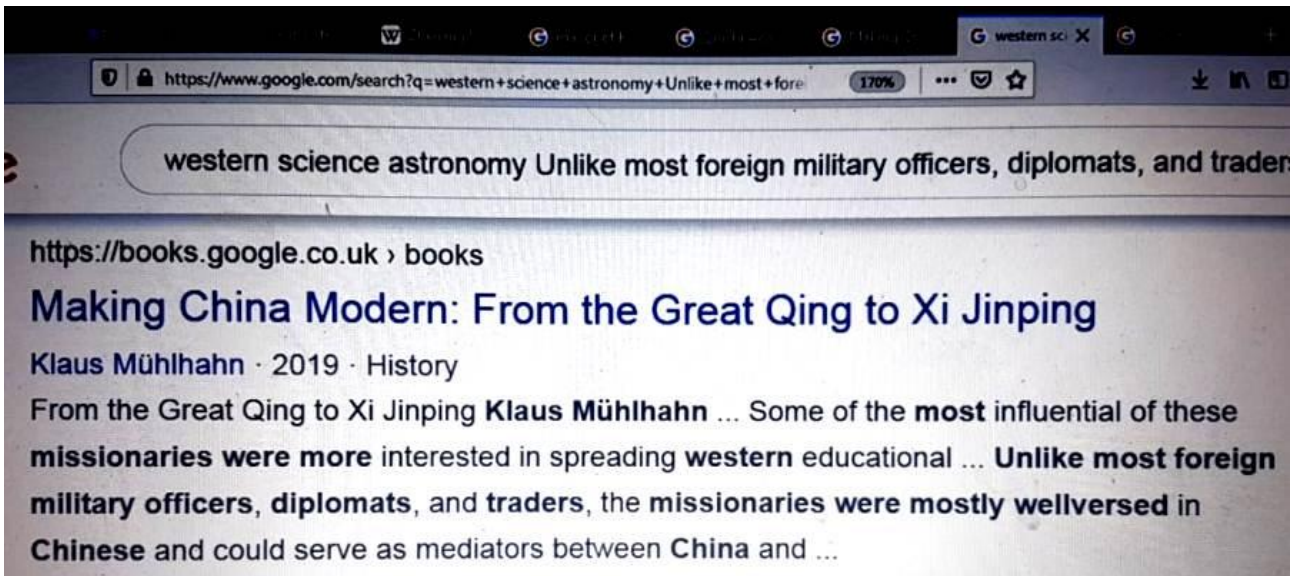 western sci
https://www.google.com/search?q=western+science+astronomy+Unlike+most+fore 170%
western science astronomy Unlike most foreign military officers, diplomats, and traders
https://books.google.co.uk › books
Making China Modern: From the Great Qing to Xi Jinping
Klaus Mühlhahn · 2019 · History
From the Great Qing to Xi Jinping Klaus Mühlhahn ... Some of the most influential of these
missionaries were more interested in spreading western educational ... Unlike most foreign
military officers, diplomats, and traders, the missionaries were mostly wellversed in
Chinese and could serve as mediators between China and ...